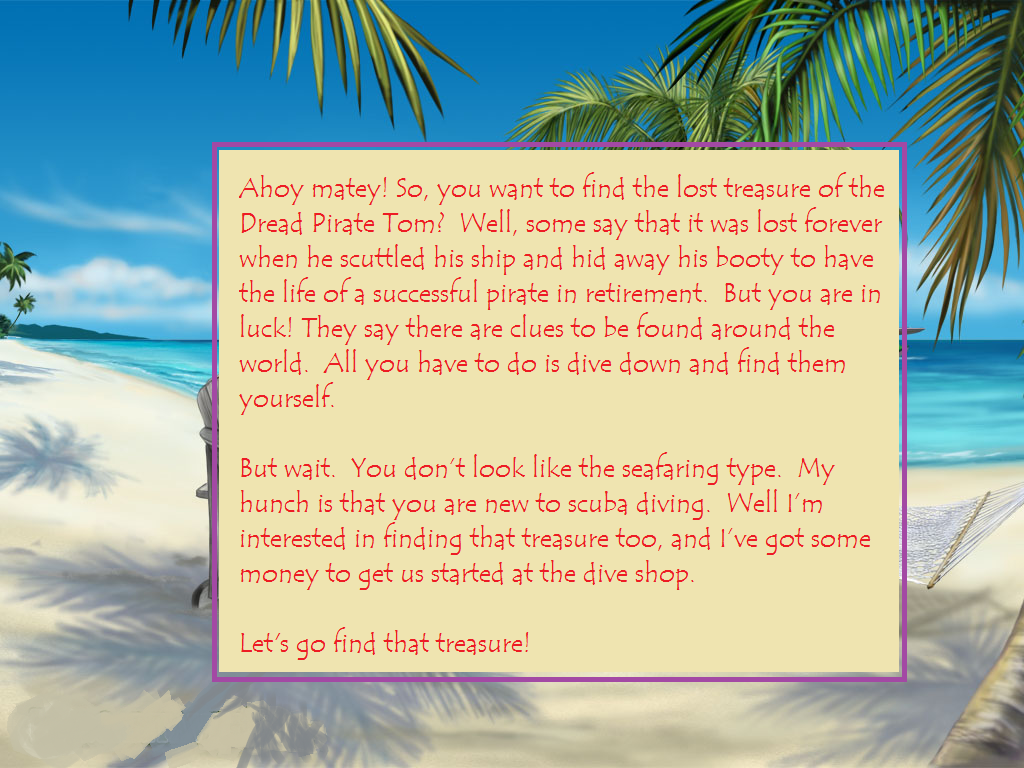 Ahoy matey! So, you want to find the lost treasure of the
Dread Pirate Tom?  Well, some say that it was lost forever
when he scuttled his ship and hid away his booty to have
the life of a successful pirate in retirement.  But you are in
luck! They say there are clues to be found around the
world.  All you have to do is dive down and find them
yourself.
But wait.  You don't look like the seafaring type.  My
hunch is that you are new to scuba diving.  Well I'm
interested in finding that treasure too, and I've got some
money to get us started at the dive shop.
Let's go find that treasure!